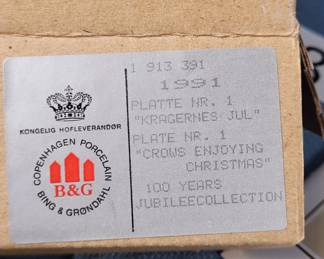 KONGELIG HOFLEVERANDØR
COPENHAGEN PORCELAIN
B&G
BING & GRØNDAHL
1 913 391
1991
PLATTE NR. 1
"KRAGERNES JUL"
PLATE NR. 1
"CROWS ENJOYING
CHRISTMAS"
100 YEARS
JUBILEECOLLECTION